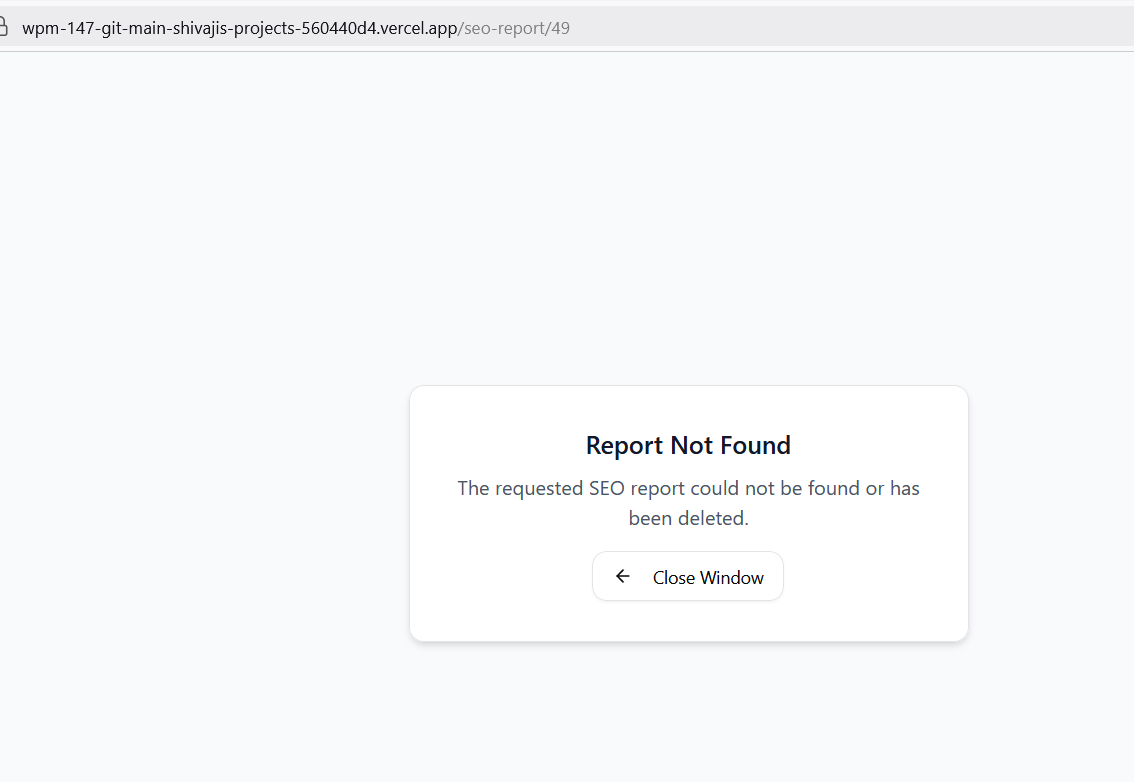 wpm-147-git-main-shivajis-projects-560440d4.vercel.app/seo-report/49
Report Not Found
The requested SEO report could not be found or has
been deleted.
Close Window